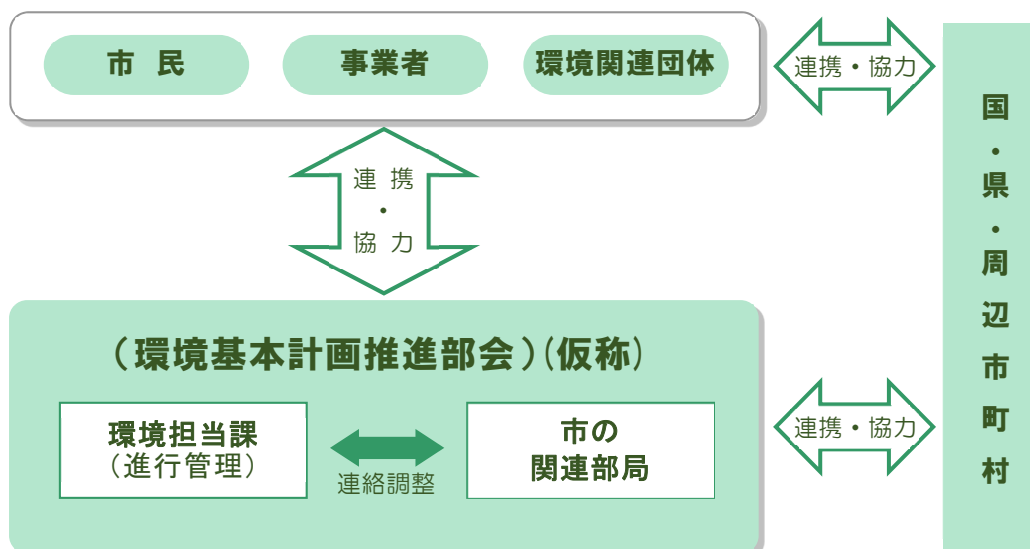 市 民
事業者
環境関連団体
連携・協力
国・県・周辺市町村
連 携
・
協 力
（環境基本計画推進部会）(仮称)
環境担当課
（進行管理）
連絡調整
市の
関連部局
連携・協力